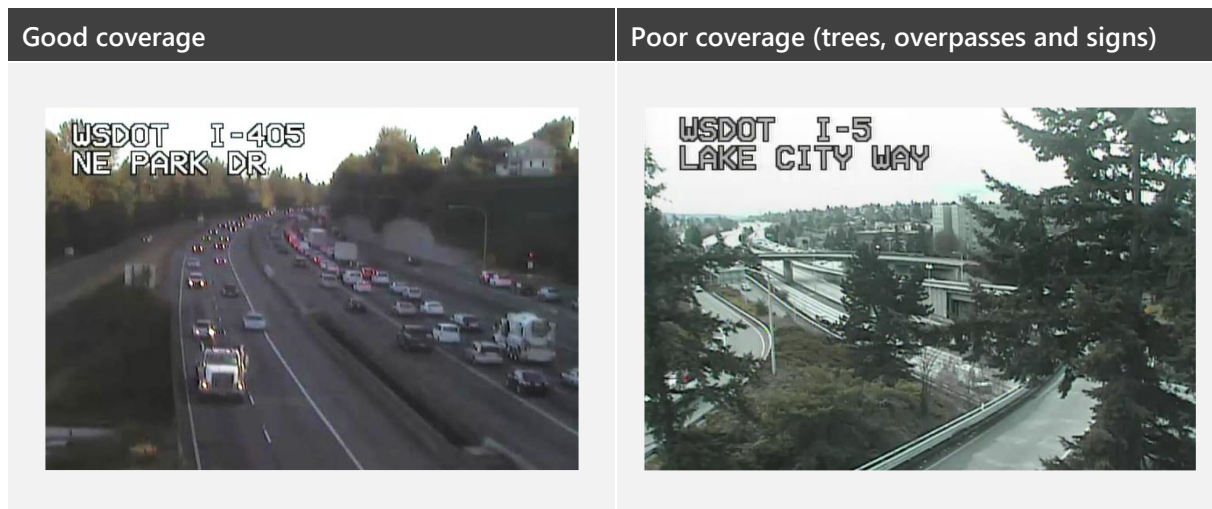 Good coverage
Poor coverage (trees, overpasses and signs)
WSDOT I-405
NE PARK DR
WSDOT I-5
LAKE CITY WAY